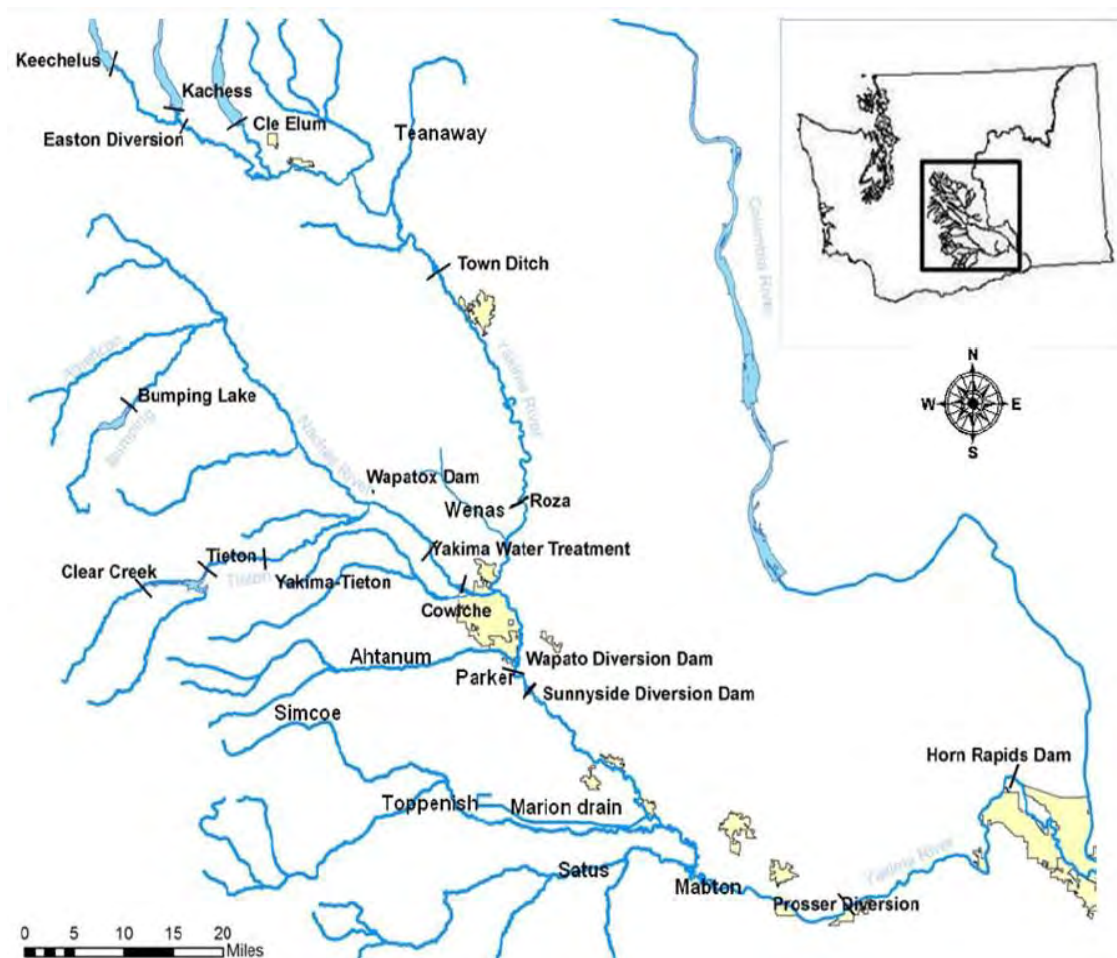 Keechelus
Kachess
Cle Elum
Easton Diversion
Teanaway
Columbia River
Town Ditch
Yakima River
American
Bumping Lake
Bumping
Naches River
Wapatox Dam
Wenas
Roza
N
W
E
S
Yakima Water Treatment
Tieton
Clear Creek
Tieton
Yakima-Tieton
Cowiche
Ahtanum
Wapato Diversion Dam
Parker
Sunnyside Diversion Dam
Simcoe
Horn Rapids Dam
Toppenish
Marion drain
Yakima River
Satus
Mabton
Prosser Diversion
0 5 10 15 20
Miles